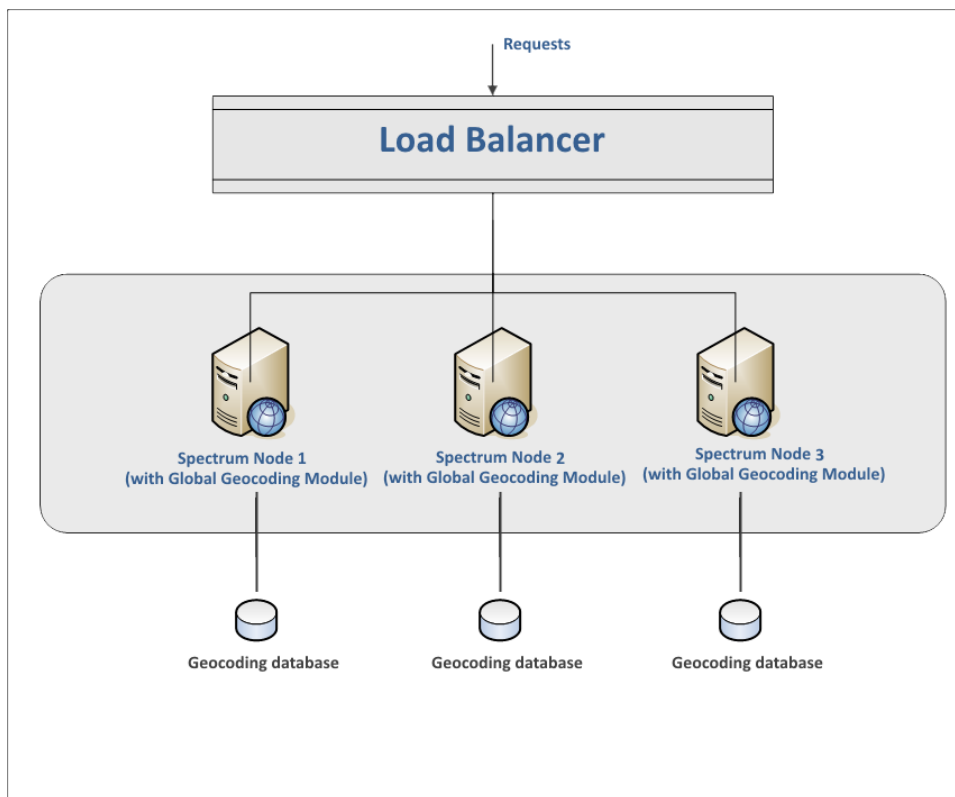 Requests
Load Balancer
Spectrum Node 1
(with Global Geocoding Module)
Spectrum Node 2
(with Global Geocoding Module)
Spectrum Node 3
(with Global Geocoding Module)
Geocoding database
Geocoding database
Geocoding database